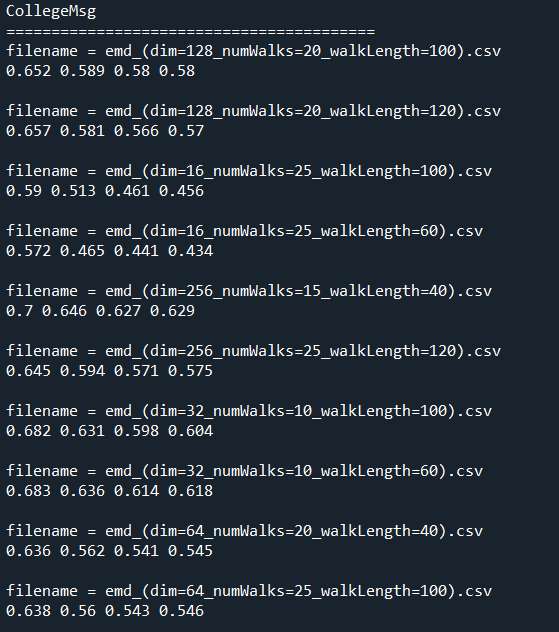 CollegeMsg
=========================================
filename = emd_(dim=128_numWalks=20_walkLength=100).csv
0.652 0.589 0.58 0.58
filename = emd_(dim=128_numWalks=20_walkLength=120).csv
0.657 0.581 0.566 0.57
filename = emd_(dim=16_numWalks=25_walkLength=100).csv
0.59 0.513 0.461 0.456
filename = emd_(dim=16_numWalks=25_walkLength=60).csv
0.572 0.465 0.441 0.434
filename = emd_(dim=256_numWalks=15_walkLength=40).csv
0.7 0.646 0.627 0.629
filename = emd_(dim=256_numWalks=25_walkLength=120).csv
0.645 0.594 0.571 0.575
filename = emd_(dim=32_numWalks=10_walkLength=100).csv
0.682 0.631 0.598 0.604
filename = emd_(dim=32_numWalks=10_walkLength=60).csv
0.683 0.636 0.614 0.618
filename = emd_(dim=64_numWalks=20_walkLength=40).csv
0.636 0.562 0.541 0.545
filename = emd_(dim=64_numWalks=25_walkLength=100).csv
0.638 0.56 0.543 0.546